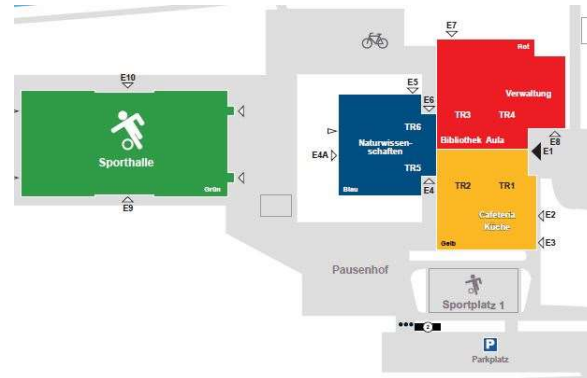 E7
Rot
E10
E5
Verwaltung
E6
TR3
TR4
TR6
E8
Sporthalle
Naturwissen-
schaften
Bibliothek Aula
E1
E4A
TR5
TR2
TR1
Grün
Blau
E4
E9
Cafeteria
Küche
E2
Gelb
E3
Pausenhof
Sportplatz 1
P
Parkplatz